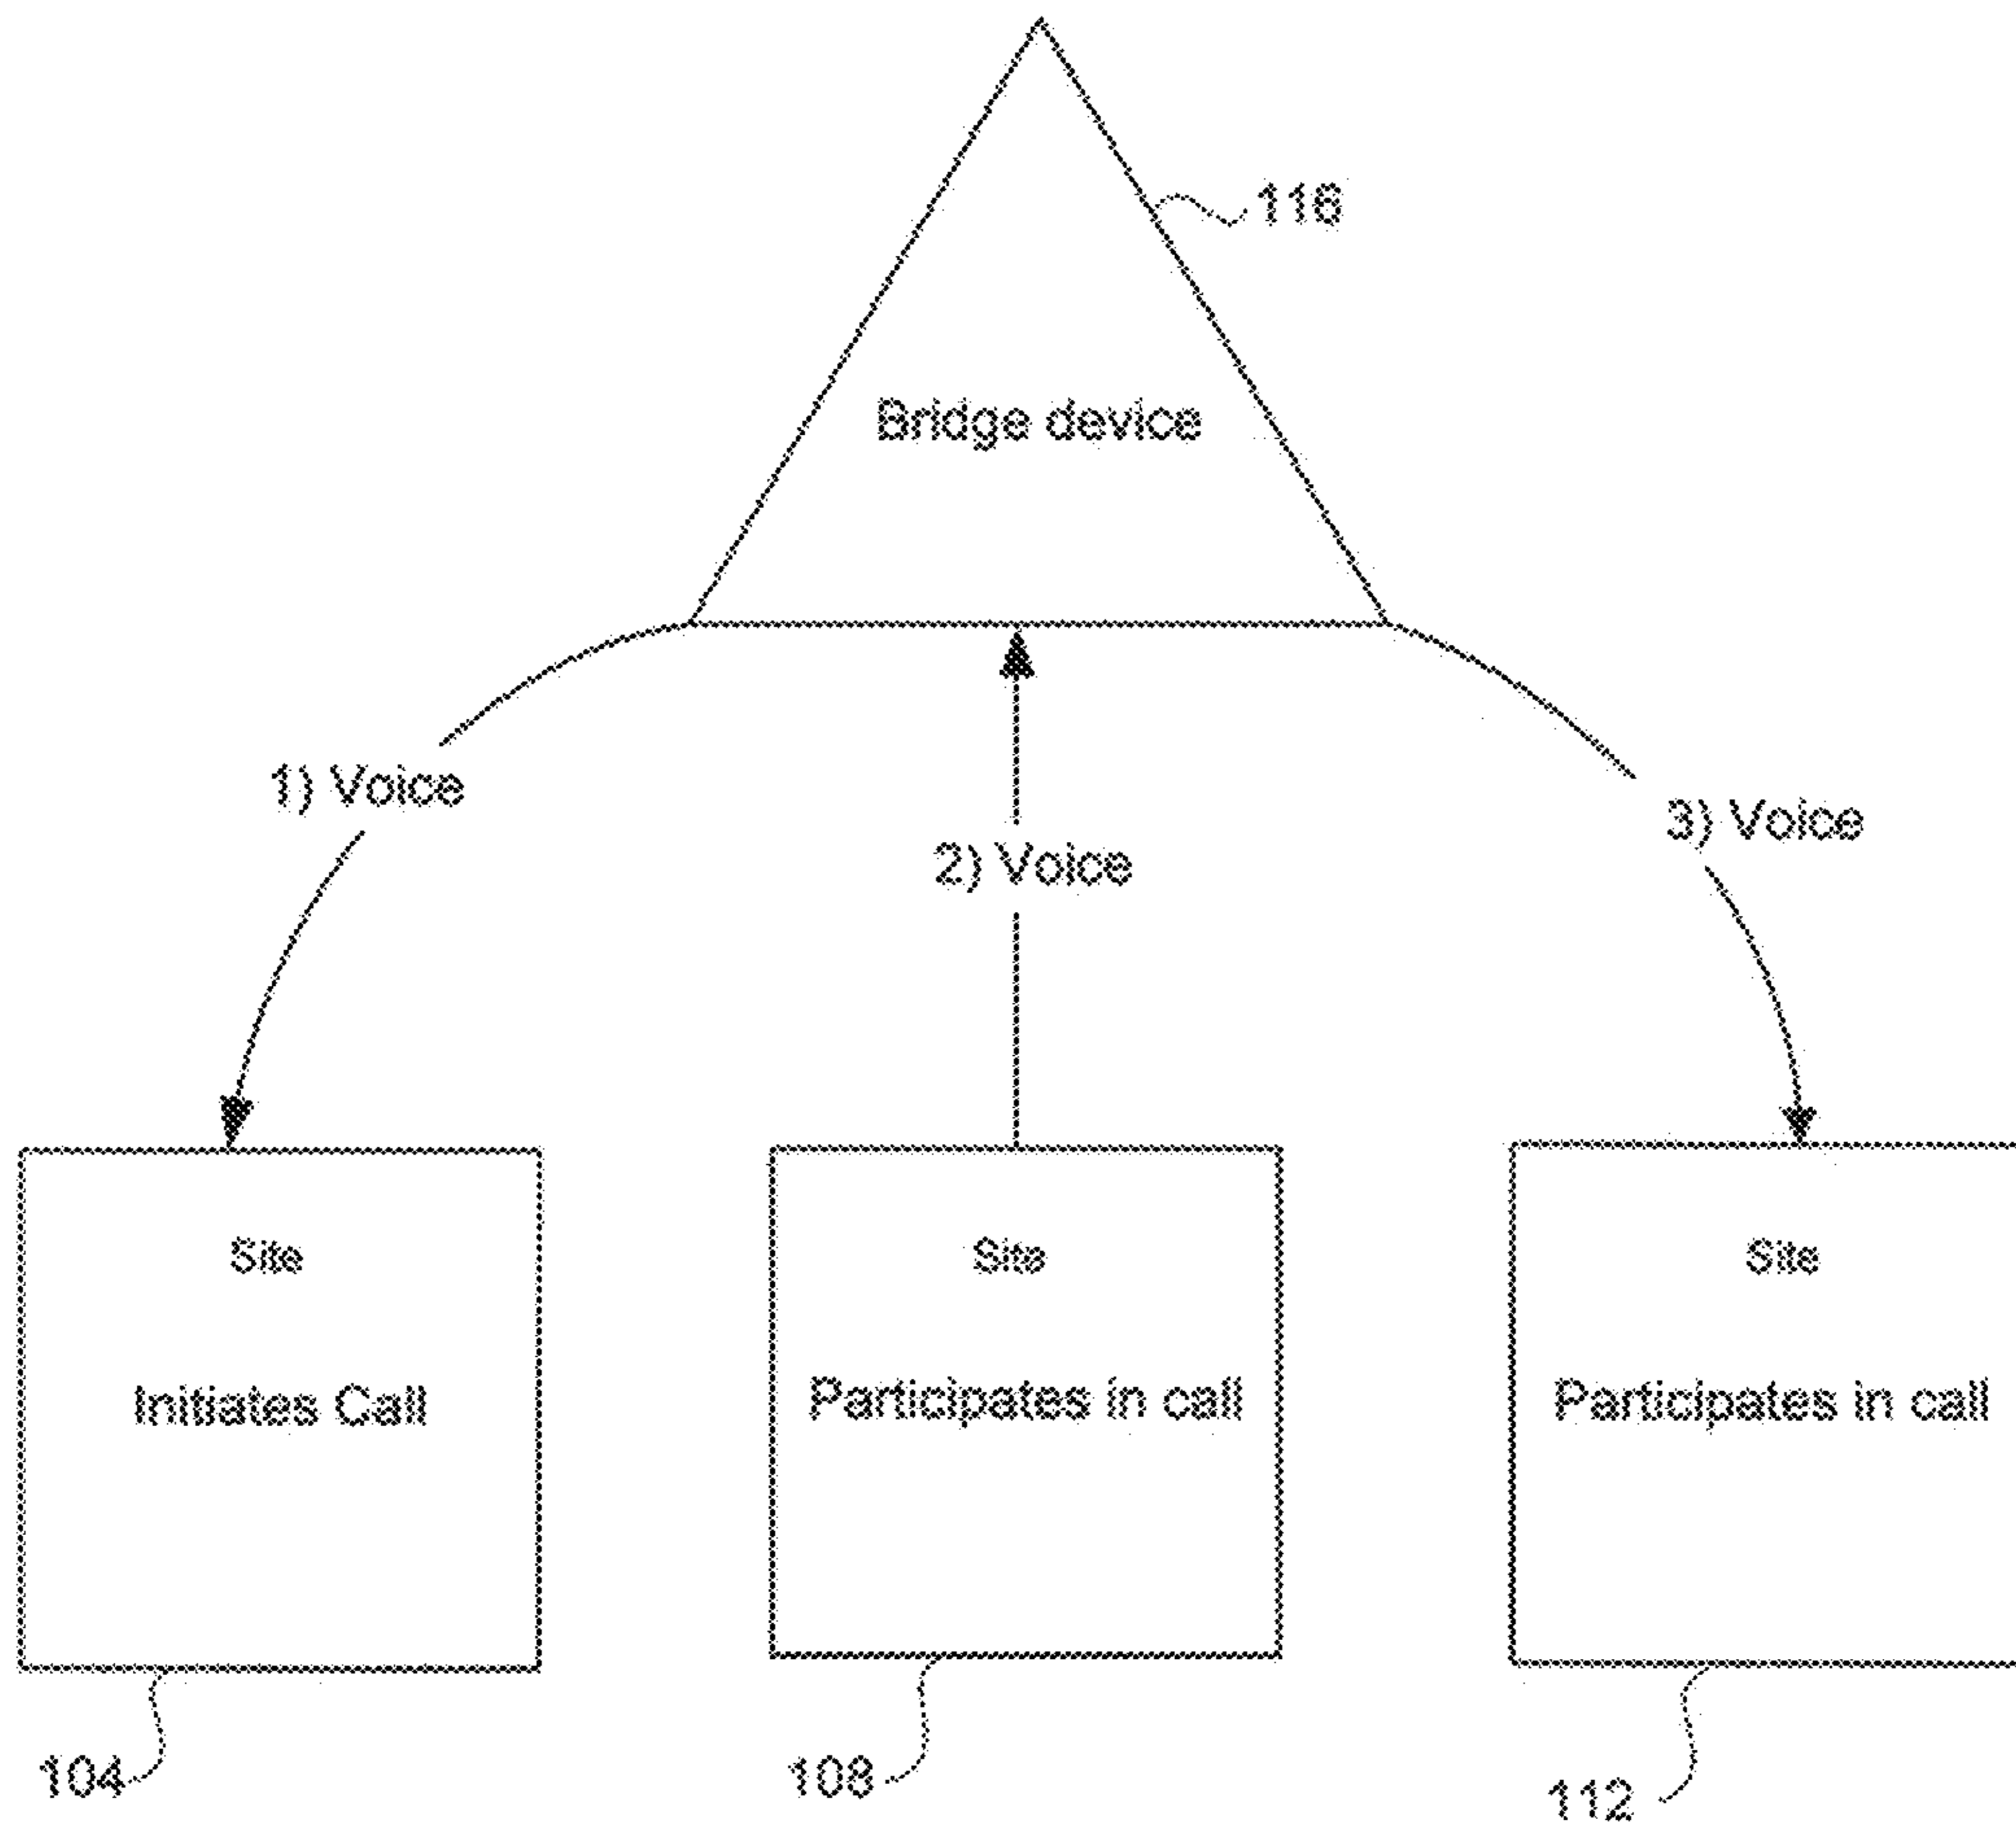 116
Bridge device
1) Voice
2) Voice
3) Voice
Site
Initiates Call
Site
Participates in call
Site
Participates in call
104
108
112